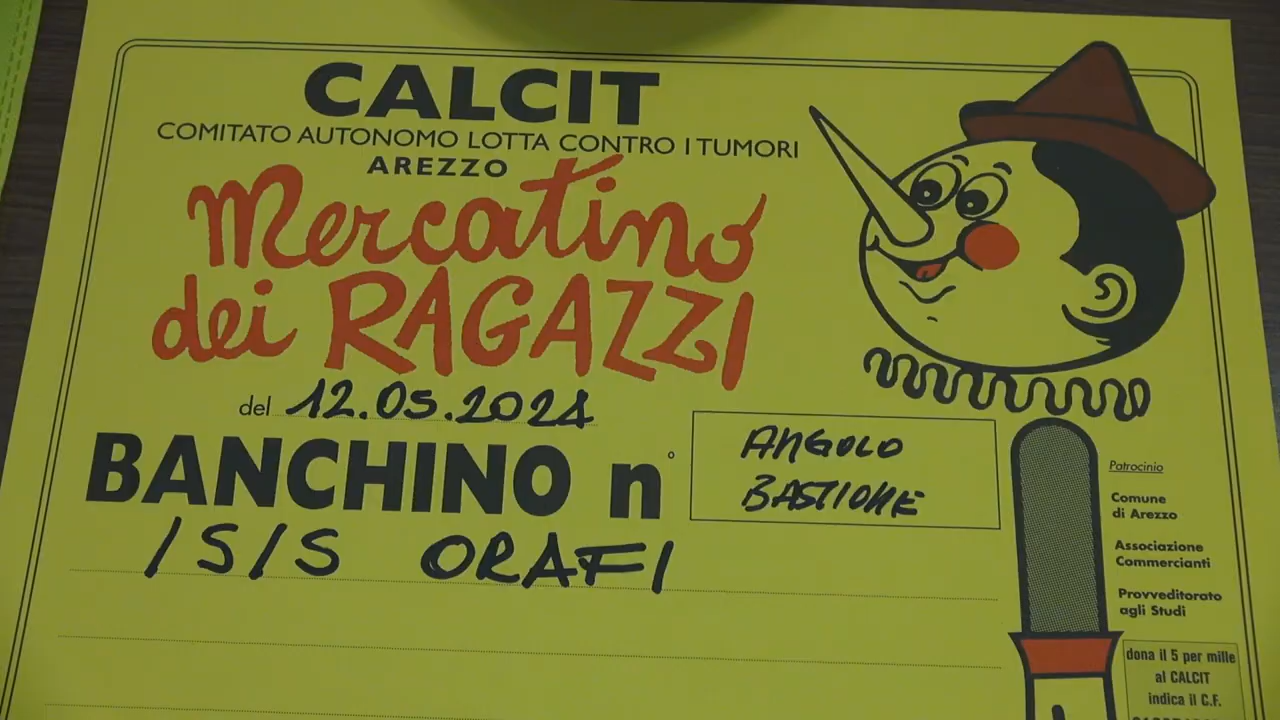 CALCIT
COMITATO AUTONOMO LOTTA CONTRO I TUMORI
AREZZO
Mercatino
dei RAGAZZI
del 12.05.2024
BANCHINO n°
ANGOLO
BASTIONE
ISIS ORAFI
Patrocinio
Comune
di Arezzo
Associazione
Commercianti
Provveditorato
agli Studi
dona il 5 per mille
al CALCIT
indica il C.F.